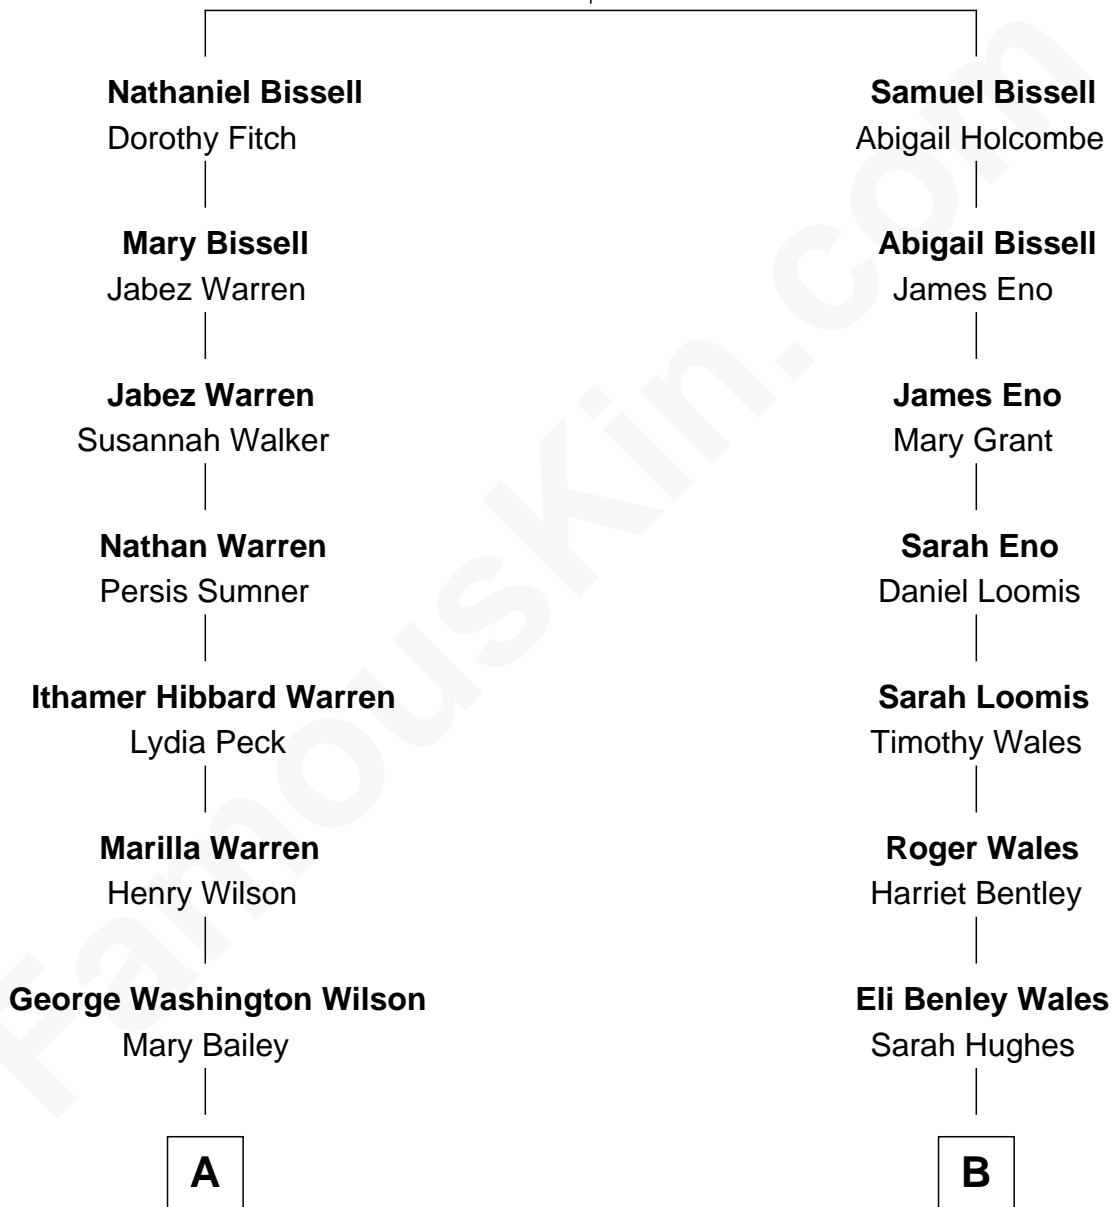 Nathaniel Bissell
Dorothy Fitch
Samuel Bissell
Abigail Holcombe
Mary Bissell
Jabez Warren
Abigail Bissell
James Eno
Jabez Warren
Susannah Walker
James Eno
Mary Grant
Nathan Warren
Persis Sumner
Sarah Eno
Daniel Loomis
Ithamer Hibbard Warren
Lydia Peck
Sarah Loomis
Timothy Wales
Marilla Warren
Henry Wilson
Roger Wales
Harriet Bentley
George Washington Wilson
Mary Bailey
Eli Benley Wales
Sarah Hughes
A
B
FamousKin.com